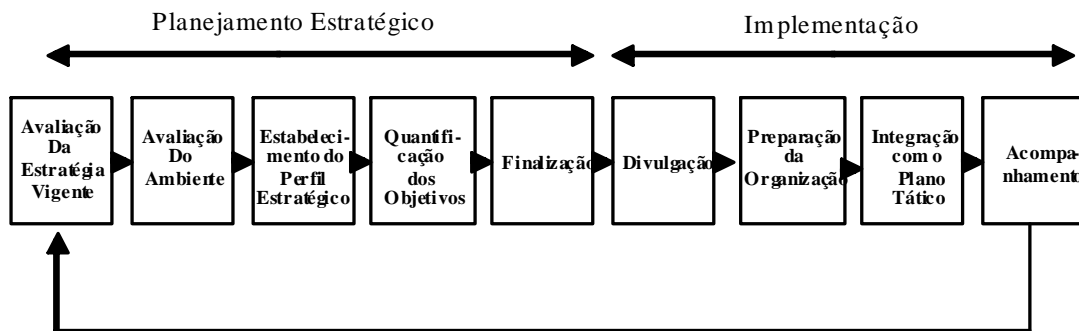 Planejamento Estratégico
Implementação
Avaliação
Da
Estratégia
Vigente
Avaliação
Do
Ambiente
Estabeleci-
mento do
Perfil
Estratégico
Quantifi-
cação
dos
Objetivos
Finalização
Divulgação
Preparação
da
Organização
Integração
com o
Plano
Tático
Acompa-
nhamento